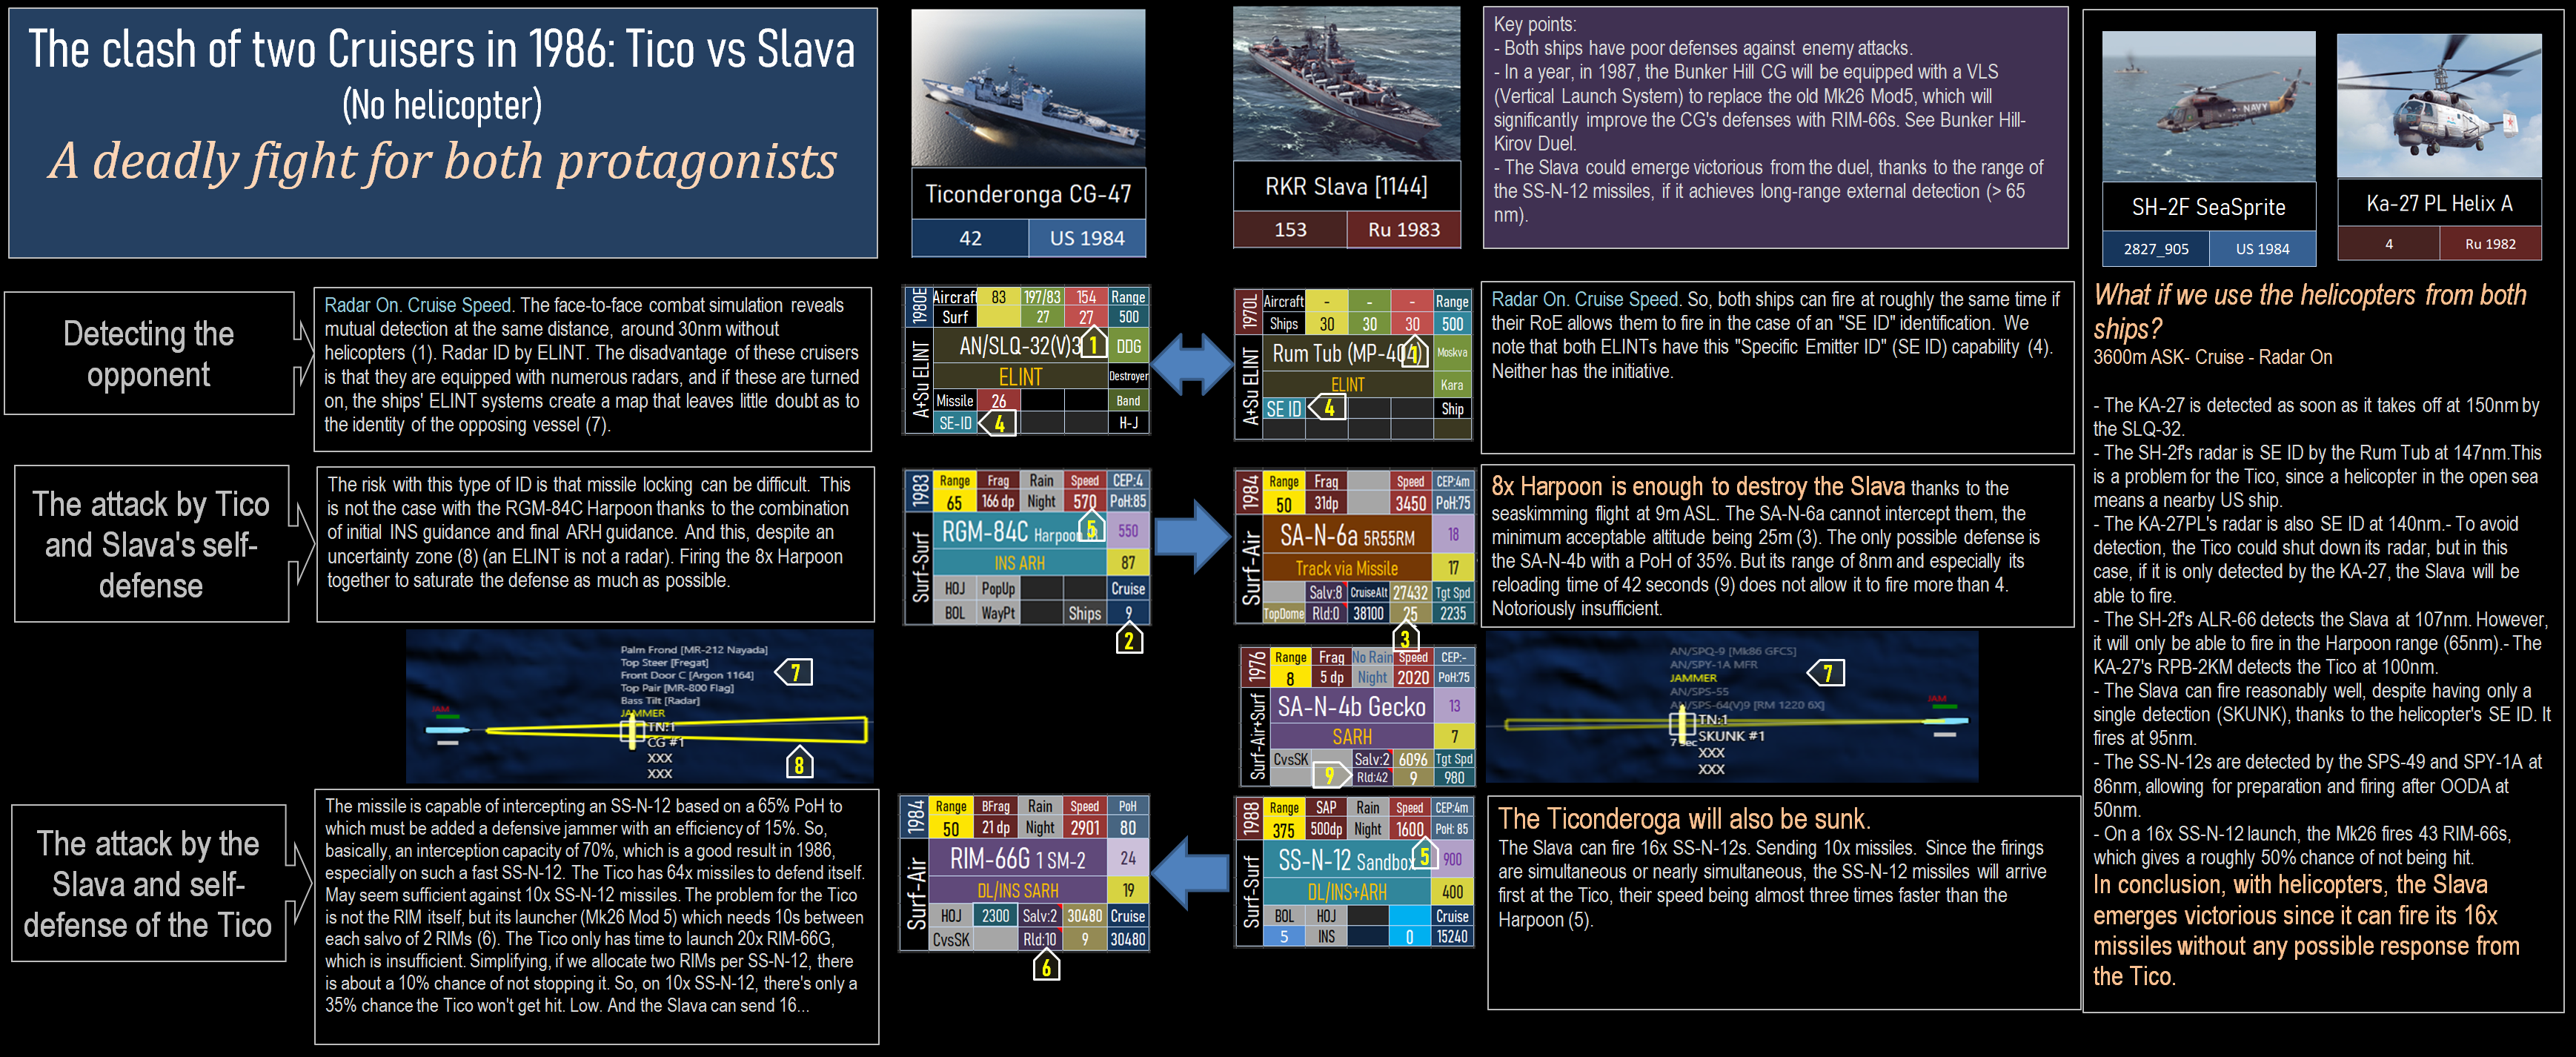 The clash of two Cruisers in 1986: Tico vs Slava
(No helicopter)
A deadly fight for both protagonists
Ticonderonga CG-47
42 US 1984
RKR Slava [1144]
153 Ru 1983
Key points:
- Both ships have poor defenses against enemy attacks.
- In a year, in 1987, the Bunker Hill CG will be equipped with a VLS
(Vertical Launch System) to replace the old Mk26 Mod5, which will
significantly improve the CG's defenses with RIM-66s. See Bunker Hill-
Kirov Duel.
- The Slava could emerge victorious from the duel, thanks to the range of
the SS-N-12 missiles, if it achieves long-range external detection (> 65
nm).
NAVY
SH-2F SeaSprite
2827_905 US 1984
Ka-27 PL Helix A
4 Ru 1982
Detecting the
opponent
Radar On. Cruise Speed. The face-to-face combat simulation reveals
mutual detection at the same distance, around 30nm without
helicopters (1). Radar ID by ELINT. The disadvantage of these cruisers
is that they are equipped with numerous radars, and if these are turned
on, the ships' ELINT systems create a map that leaves little doubt as to
the identity of the opposing vessel (7).
1980E
A+Su ELINT
Aircraft 83 197/83 154 Range
Surf 27 27 500
AN/SLQ-32(V)3 1 DDG
ELINT Destroyer
Missile 26 Band
SE-ID 4 H-J
1970L
A+Su ELINT
Aircraft - - - Range
Ships 30 30 30 500
Rum Tub (MP-404 1 Moskva
ELINT Kara
SE ID 4 Ship
Radar On. Cruise Speed. So, both ships can fire at roughly the same time if
their RoE allows them to fire in the case of an "SE ID" identification. We
note that both ELINTs have this "Specific Emitter ID" (SE ID) capability (4).
Neither has the initiative.
The attack by Tico
and Slava's self-
defense
The risk with this type of ID is that missile locking can be difficult. This
is not the case with the RGM-84C Harpoon thanks to the combination
of initial INS guidance and final ARH guidance. And this, despite an
uncertainty zone (8) (an ELINT is not a radar). Firing the 8x Harpoon
together to saturate the defense as much as possible.
1983
Surf-Surf
Range Frag Rain Speed CEP:4
65 166 dp Night 570 PoH:85
RGM-84C Harpoon 5 550
INS ARH 87
HOJ PopUp Cruise
BOL WayPt Ships 9
2
1984
Surf-Air
Range Frag Speed CEP:4m
50 31dp 3450 PoH:75
SA-N-6a 5R55RM 18
Track via Missile 17
Salv:8 CruiseAlt 27432 Tgt Spd
TopDome Rld:0 38100 25 2235
3
8x Harpoon is enough to destroy the Slava thanks to the
seaskimming flight at 9m ASL. The SA-N-6a cannot intercept them, the
minimum acceptable altitude being 25m (3). The only possible defense is
the SA-N-4b with a PoH of 35%. But its range of 8nm and especially its
reloading time of 42 seconds (9) does not allow it to fire more than 4.
Notoriously insufficient.
Palm Frond [MR-212 Nayada]
Top Steer [Fregat]
Front Door C [Argon 1164]
Top Pair [MR-800 Flag]
Bass Tilt [Radar]
JAMMER
JAM
TN:1
CG #1
XXX
XXX
7
8
1976
Surf-Air+Surf
Range Frag No Rain Speed CEP:-
8 5 dp Night 2020 PoH:75
SA-N-4b Gecko 13
SARH 7
CvsSK Salv:2 6096 Tgt Spd
9 Rld:42 9 980
AN/SPQ-9 [Mk86 GFCS]
AN/SPY-1A MFR
JAMMER
AN/SPS-55
AN/SPS-64(V)9 [RM 1220 6X]
JAM
TN:1
7 sec SKUNK #1
XXX
XXX
7
The attack by the
Slava and self-
defense of the Tico
The missile is capable of intercepting an SS-N-12 based on a 65% PoH to
which must be added a defensive jammer with an efficiency of 15%. So,
basically, an interception capacity of 70%, which is a good result in 1986,
especially on such a fast SS-N-12. The Tico has 64x missiles to defend itself.
May seem sufficient against 10x SS-N-12 missiles. The problem for the Tico
is not the RIM itself, but its launcher (Mk26 Mod 5) which needs 10s between
each salvo of 2 RIMs (6). The Tico only has time to launch 20x RIM-66G,
which is insufficient. Simplifying, if we allocate two RIMs per SS-N-12, there
is about a 10% chance of not stopping it. So, on 10x SS-N-12, there's only a
35% chance the Tico won't get hit. Low. And the Slava can send 16...
1984
Surf-Air
Range BFrag Rain Speed PoH
50 21 dp Night 2901 80
RIM-66G 1 SM-2 24
DL/INS SARH 19
HOJ 2300 Salv:2 30480 Cruise
CvsSK Rld:10 9 30480
6
1988
Surf-Surf
Range SAP Rain Speed CEP:4m
375 500dp Night 1600 PoH: 85
SS-N-12 Sandbox 5 900
DL/INS+ARH 400
BOL HOJ Cruise
5 INS 0 15240
The Ticonderoga will also be sunk.
The Slava can fire 16x SS-N-12s. Sending 10x missiles. Since the firings
are simultaneous or nearly simultaneous, the SS-N-12 missiles will arrive
first at the Tico, their speed being almost three times faster than the
Harpoon (5).
What if we use the helicopters from both
ships?
3600m ASK- Cruise - Radar On
- The KA-27 is detected as soon as it takes off at 150nm by
the SLQ-32.
- The SH-2f's radar is SE ID by the Rum Tub at 147nm.This
is a problem for the Tico, since a helicopter in the open sea
means a nearby US ship.
- The KA-27PL's radar is also SE ID at 140nm.- To avoid
detection, the Tico could shut down its radar, but in this
case, if it is only detected by the KA-27, the Slava will be
able to fire.
- The SH-2f's ALR-66 detects the Slava at 107nm. However,
it will only be able to fire in the Harpoon range (65nm).- The
KA-27's RPB-2KM detects the Tico at 100nm.
- The Slava can fire reasonably well, despite having only a
single detection (SKUNK), thanks to the helicopter's SE ID. It
fires at 95nm.
- The SS-N-12s are detected by the SPS-49 and SPY-1A at
86nm, allowing for preparation and firing after OODA at
50nm.
- On a 16x SS-N-12 launch, the Mk26 fires 43 RIM-66s,
which gives a roughly 50% chance of not being hit.
In conclusion, with helicopters, the Slava
emerges victorious since it can fire its 16x
missiles without any possible response from
the Tico.